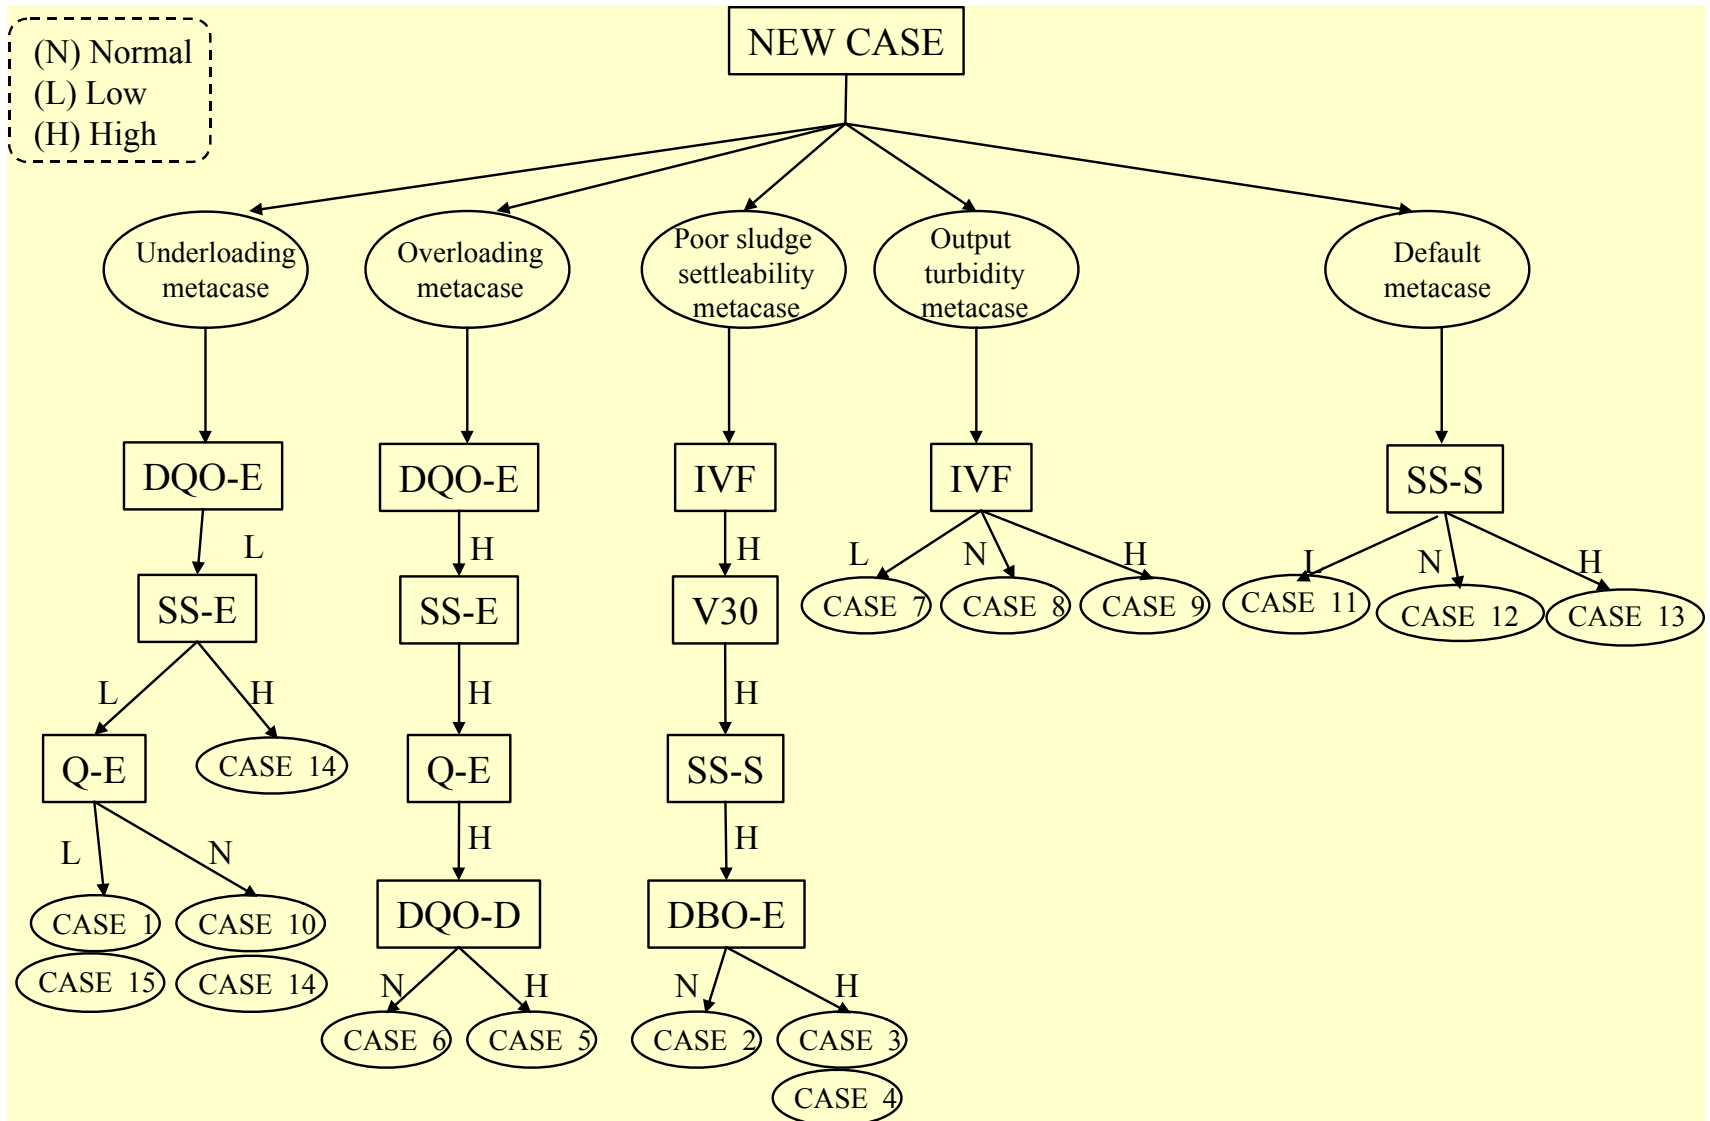 (N) Normal
(L) Low
(H) High
NEW CASE
Underloading
metacase
Overloading
metacase
Poor sludge
settleability
metacase
Output
turbidity
metacase
Default
metacase
DQO-E
DQO-E
IVF
IVF
SS-S
L
H
H
L
N
H
L
N
H
SS-E
SS-E
V30
CASE 7
CASE 8
CASE 9
CASE 11
CASE 12
CASE 13
L
H
H
H
Q-E
CASE 14
Q-E
SS-S
L
N
H
H
CASE 1
CASE 10
DQO-D
DBO-E
CASE 15
CASE 14
N
H
N
H
CASE 6
CASE 5
CASE 2
CASE 3
CASE 4